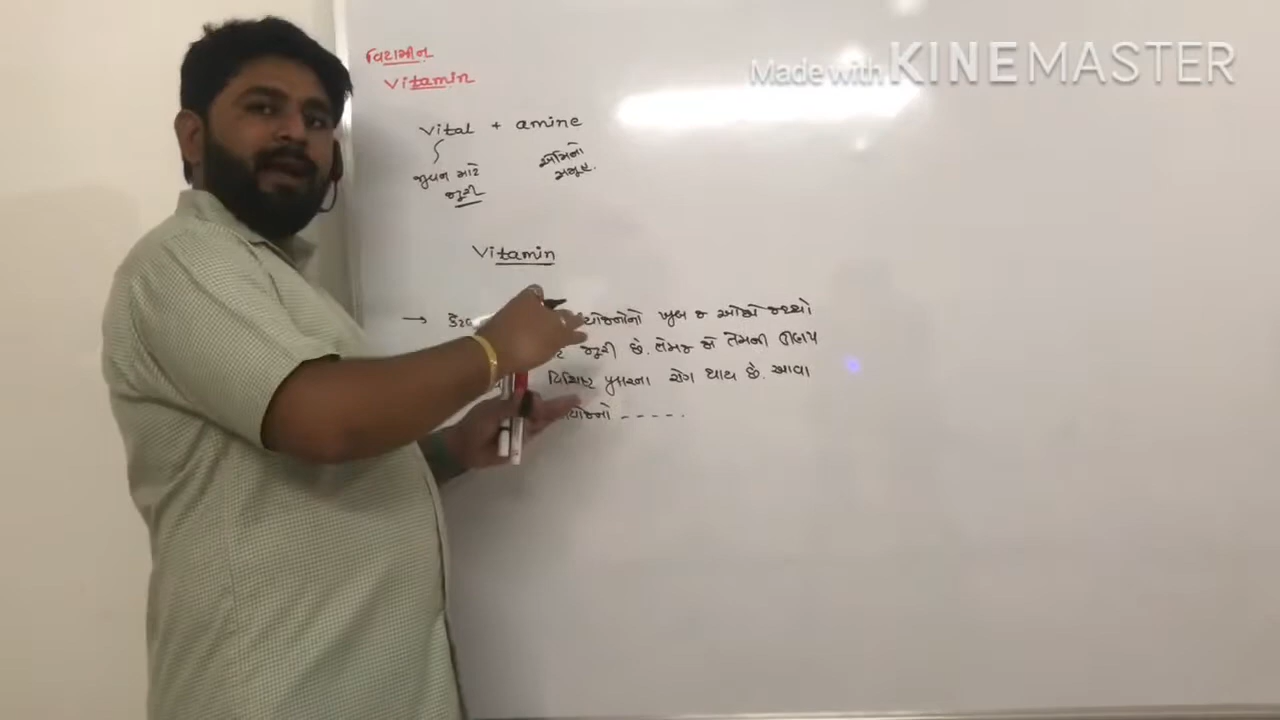 Made with KINEMASTER
વિટામીન
Vitamin
Vital + amine
જીવન માટે
જરૂરી
એમિનો
સમૂહ.
Vitamin
→ ખુબ જ ઓછો જથ્થો
જરૂરી છે. તેમજ જો તેમની ઊણપ
વિશિષ્ટ પ્રકારના રોગ થાય છે. આવા
-----.